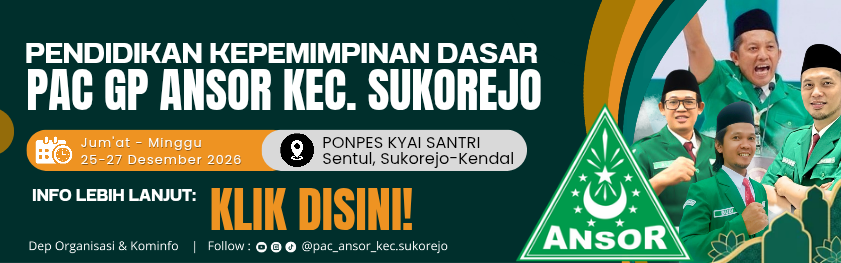 PENDIDIKAN KEPEMIMPINAN DASAR
PAC GP ANSOR KEC. SUKOREJO
Jum'at - Minggu
25-27 Desember 2026
PONPES KYAI SANTRI
Sentul, Sukorejo-Kendal
INFO LEBIH LANJUT:
KLIK DISINI!
Dep Organisasi & Kominfo | Follow : @pac_ansor_kec.sukorejo
ANSOR